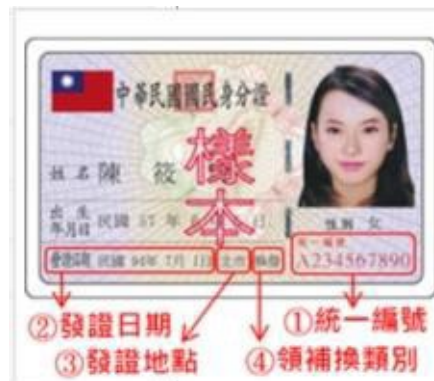 中華民國國民身分證
樣本
姓名 陳 筱
出生年月日 民國 57 年 日
性別 女
統一編號
發證日期 民國 94年 7月 1日 北市 換發
A234567890
②發證日期
①統一編號
③發證地點
④領補換類別